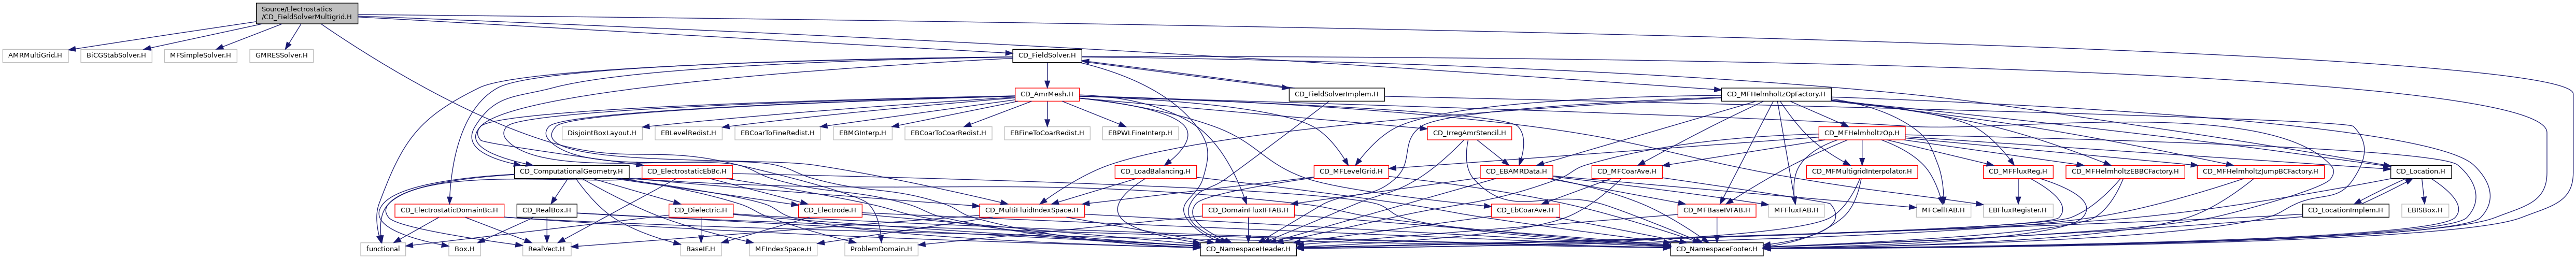 Source/Electrostatics
/CD_FieldSolverMultigrid.H
AMRMultiGrid.H
BiCGStabSolver.H
MFSimpleSolver.H
GMRESSolver.H
CD_FieldSolver.H
CD_AmrMesh.H
CD_FieldSolverImplem.H
CD_MFHelmholtzOpFactory.H
DisjointBoxLayout.H
EBLevelRedist.H
EBCoarToFineRedist.H
EBMGInterp.H
EBCoarToCoarRedist.H
EBFineToCoarRedist.H
EBPWLFineInterp.H
CD_IrregAmrStencil.H
CD_MFHelmholtzOp.H
CD_ComputationalGeometry.H
CD_ElectrostaticEbBc.H
CD_LoadBalancing.H
CD_MFLevelGrid.H
CD_EBAMRData.H
CD_MFCoarAve.H
CD_MFMultigridInterpolator.H
CD_MFFluxReg.H
CD_MFHelmholtzEBBCFactory.H
CD_MFHelmholtzJumpBCFactory.H
CD_Location.H
CD_ElectrostaticDomainBc.H
CD_RealBox.H
CD_Dielectric.H
CD_Electrode.H
CD_MultiFluidIndexSpace.H
CD_DomainFluxIFFAB.H
CD_EbCoarAve.H
CD_MFBaseIVFAB.H
MFFluxFAB.H
MFCellFAB.H
EBFluxRegister.H
CD_LocationImplem.H
EBISBox.H
functional
Box.H
RealVect.H
BaseIF.H
MFIndexSpace.H
ProblemDomain.H
CD_NamespaceHeader.H
CD_NamespaceFooter.H